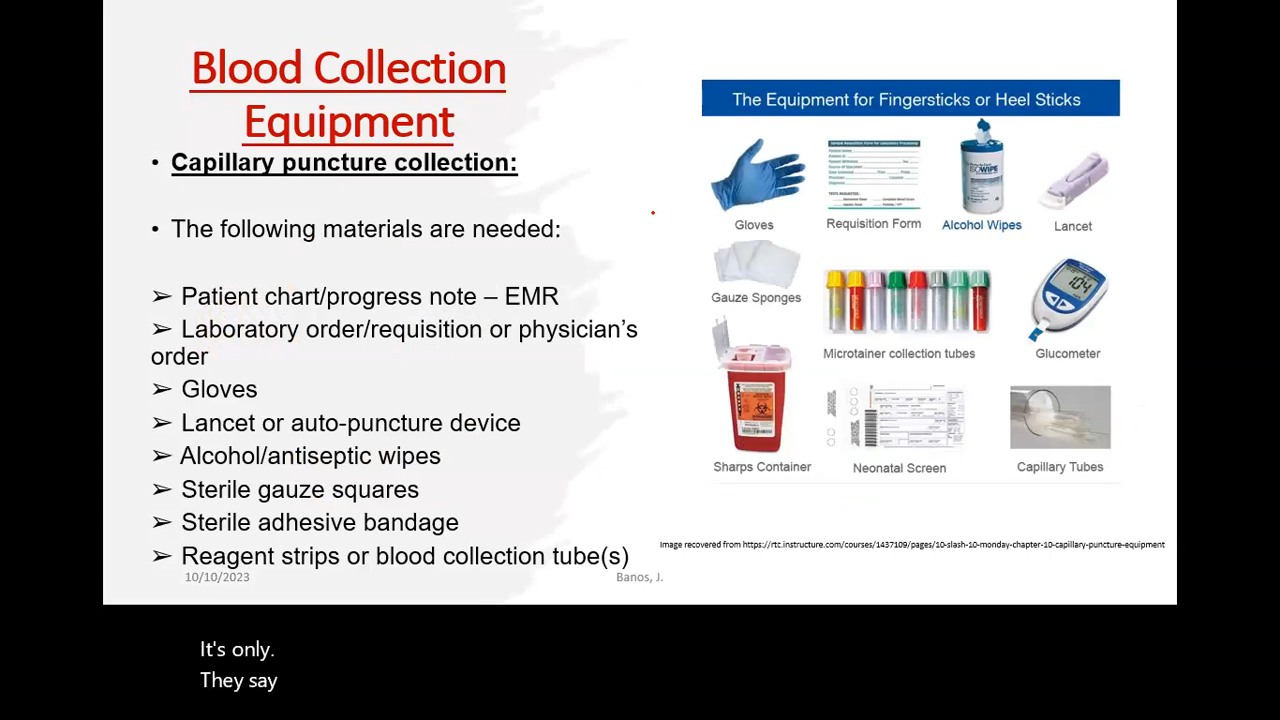 Blood Collection
Equipment
• Capillary puncture collection:
• The following materials are needed:
➢ Patient chart/progress note – EMR
➢ Laboratory order/requisition or physician’s
order
➢ Gloves
➢ Lancet or auto-puncture device
➢ Alcohol/antiseptic wipes
➢ Sterile gauze squares
➢ Sterile adhesive bandage
➢ Reagent strips or blood collection tube(s)
The Equipment for Fingersticks or Heel Sticks
ISOWIPE
Gloves
Requisition Form
Alcohol Wipes
Lancet
104
Gauze Sponges
Microtainer collection tubes
Glucometer
Sharps Container
Neonatal Screen
Capillary Tubes
Image recovered from https://rtc.instructure.com/courses/1437109/pages/10-slash-10-monday-chapter-10-capillary-puncture-equipment
10/10/2023
Banos, J.
It's only.
They say